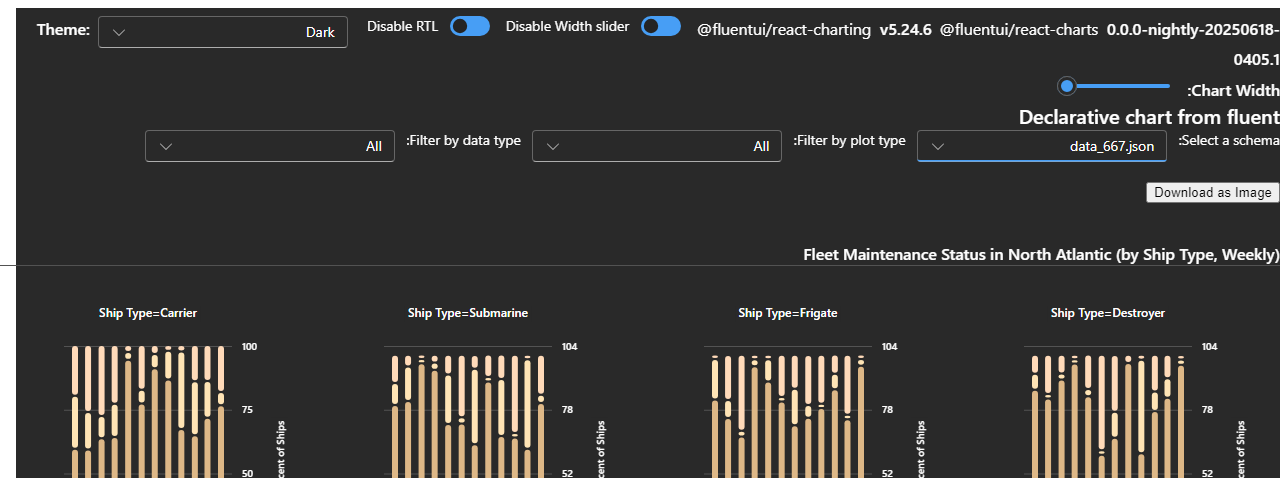 Theme:
Dark
Disable RTL
Disable Width slider
@fluentui/react-charting v5.24.6 @fluentui/react-charts 0.0.0-nightly-20250618-
0405.1
:Chart Width
Declarative chart from fluent
:Select a schema
data_667.json
:Filter by plot type
All
:Filter by data type
All
Download as Image
Fleet Maintenance Status in North Atlantic (by Ship Type, Weekly)
Ship Type=Carrier
Ship Type=Submarine
Ship Type=Frigate
Ship Type=Destroyer
100
75
50
cent of Ships
104
78
52
cent of Ships
104
78
52
cent of Ships
104
78
52
cent of Ships